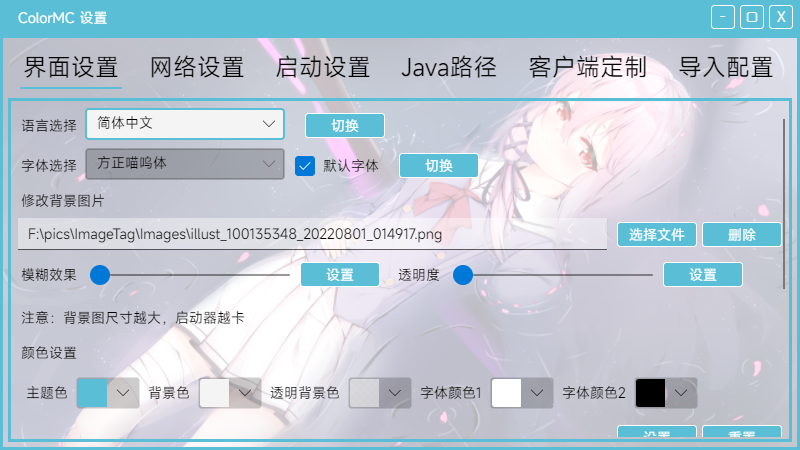 ColorMC 设置
界面设置 网络设置 启动设置 Java路径 客户端定制 导入配置
语言选择 简体中文 切换
字体选择 方正喵呜体 默认字体 切换
修改背景图片
F:\pics\ImageTag\Images\illust_100135348_20220801_014917.png 选择文件 删除
模糊效果 设置 透明度 设置
注意：背景图尺寸越大，启动器越卡
颜色设置
主题色 背景色 透明背景色 字体颜色1 字体颜色2
设置 重置